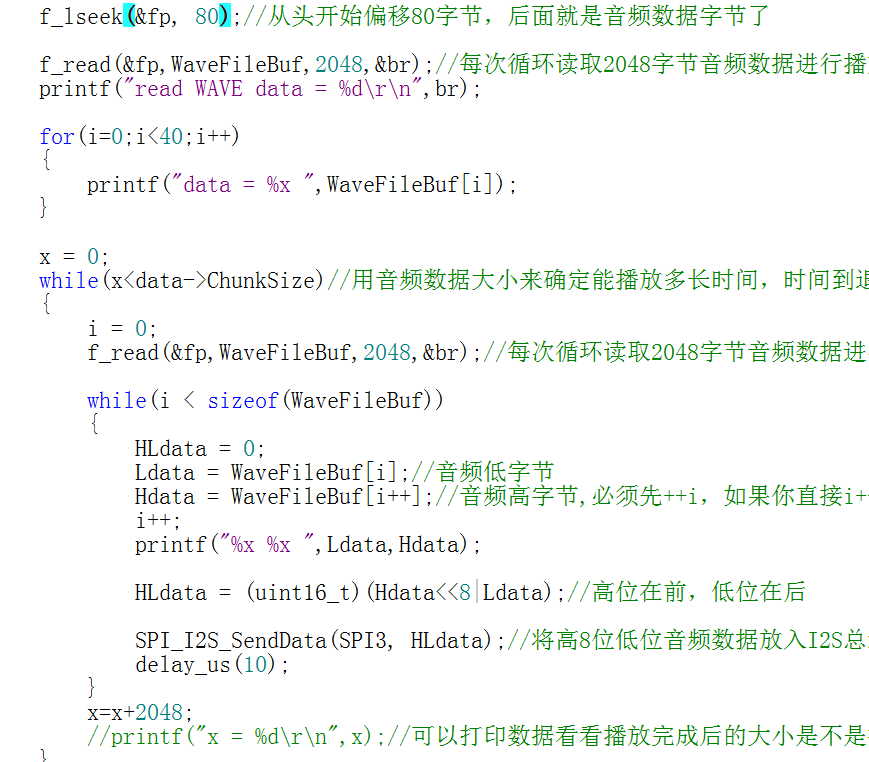 f_lseek(&fp, 80);//从头开始偏移80字节，后面就是音频数据字节了
f_read(&fp,WaveFileBuf,2048,&br);//每次循环读取2048字节音频数据进行播
printf("read WAVE data = %d\r\n",br);
for(i=0;i<40;i++)
{
printf("data = %x ",WaveFileBuf[i]);
}
x = 0;
while(x<data->ChunkSize)//用音频数据大小来确定能播放多长时间，时间到退
{
i = 0;
f_read(&fp,WaveFileBuf,2048,&br);//每次循环读取2048字节音频数据进
while(i < sizeof(WaveFileBuf))
{
HLdata = 0;
Ldata = WaveFileBuf[i];//音频低字节
Hdata = WaveFileBuf[i++];//音频高字节,必须先++i，如果你直接i+
i++;
printf("%x %x ",Ldata,Hdata);
HLdata = (uint16_t)(Hdata<<8|Ldata);//高位在前，低位在后
SPI_I2S_SendData(SPI3, HLdata);//将高8位低位音频数据放入I2S总
delay_us(10);
}
x=x+2048;
//printf("x = %d\r\n",x);//可以打印数据看看播放完成后的大小是不是
}